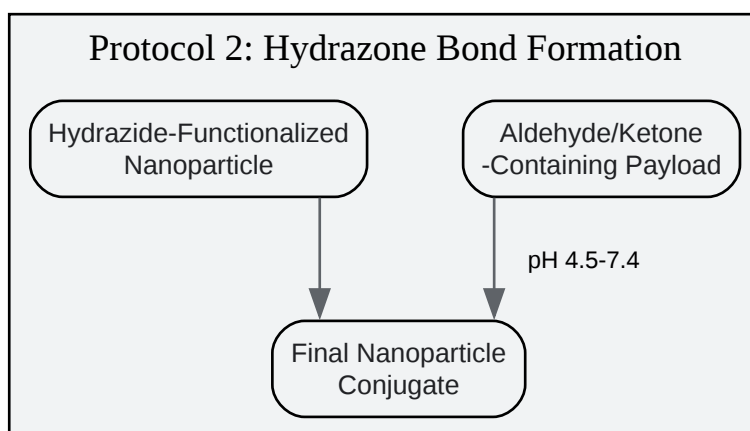 Protocol 2: Hydrazone Bond Formation
Hydrazide-Functionalized
Nanoparticle
Aldehyde/Ketone
-Containing Payload
pH 4.5-7.4
Final Nanoparticle
Conjugate